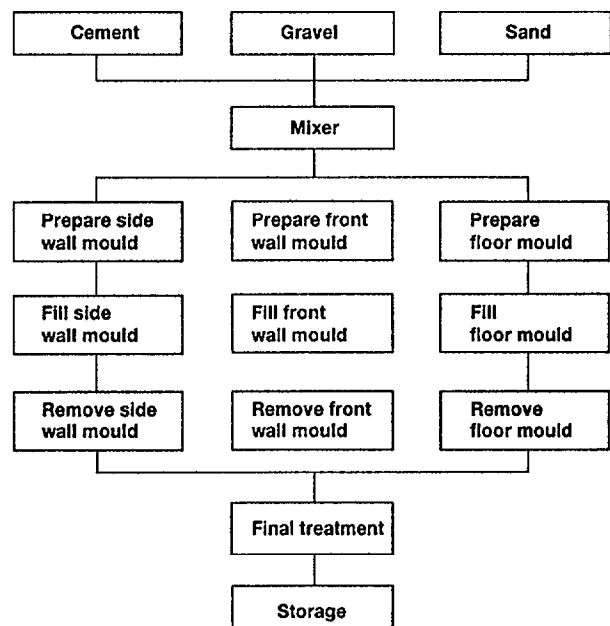 Cement
Gravel
Sand
Mixer
Prepare side
wall mould
Prepare front
wall mould
Prepare
floor mould
Fill side
wall mould
Fill front
wall mould
Fill
floor mould
Remove side
wall mould
Remove front
wall mould
Remove
floor mould
Final treatment
Storage